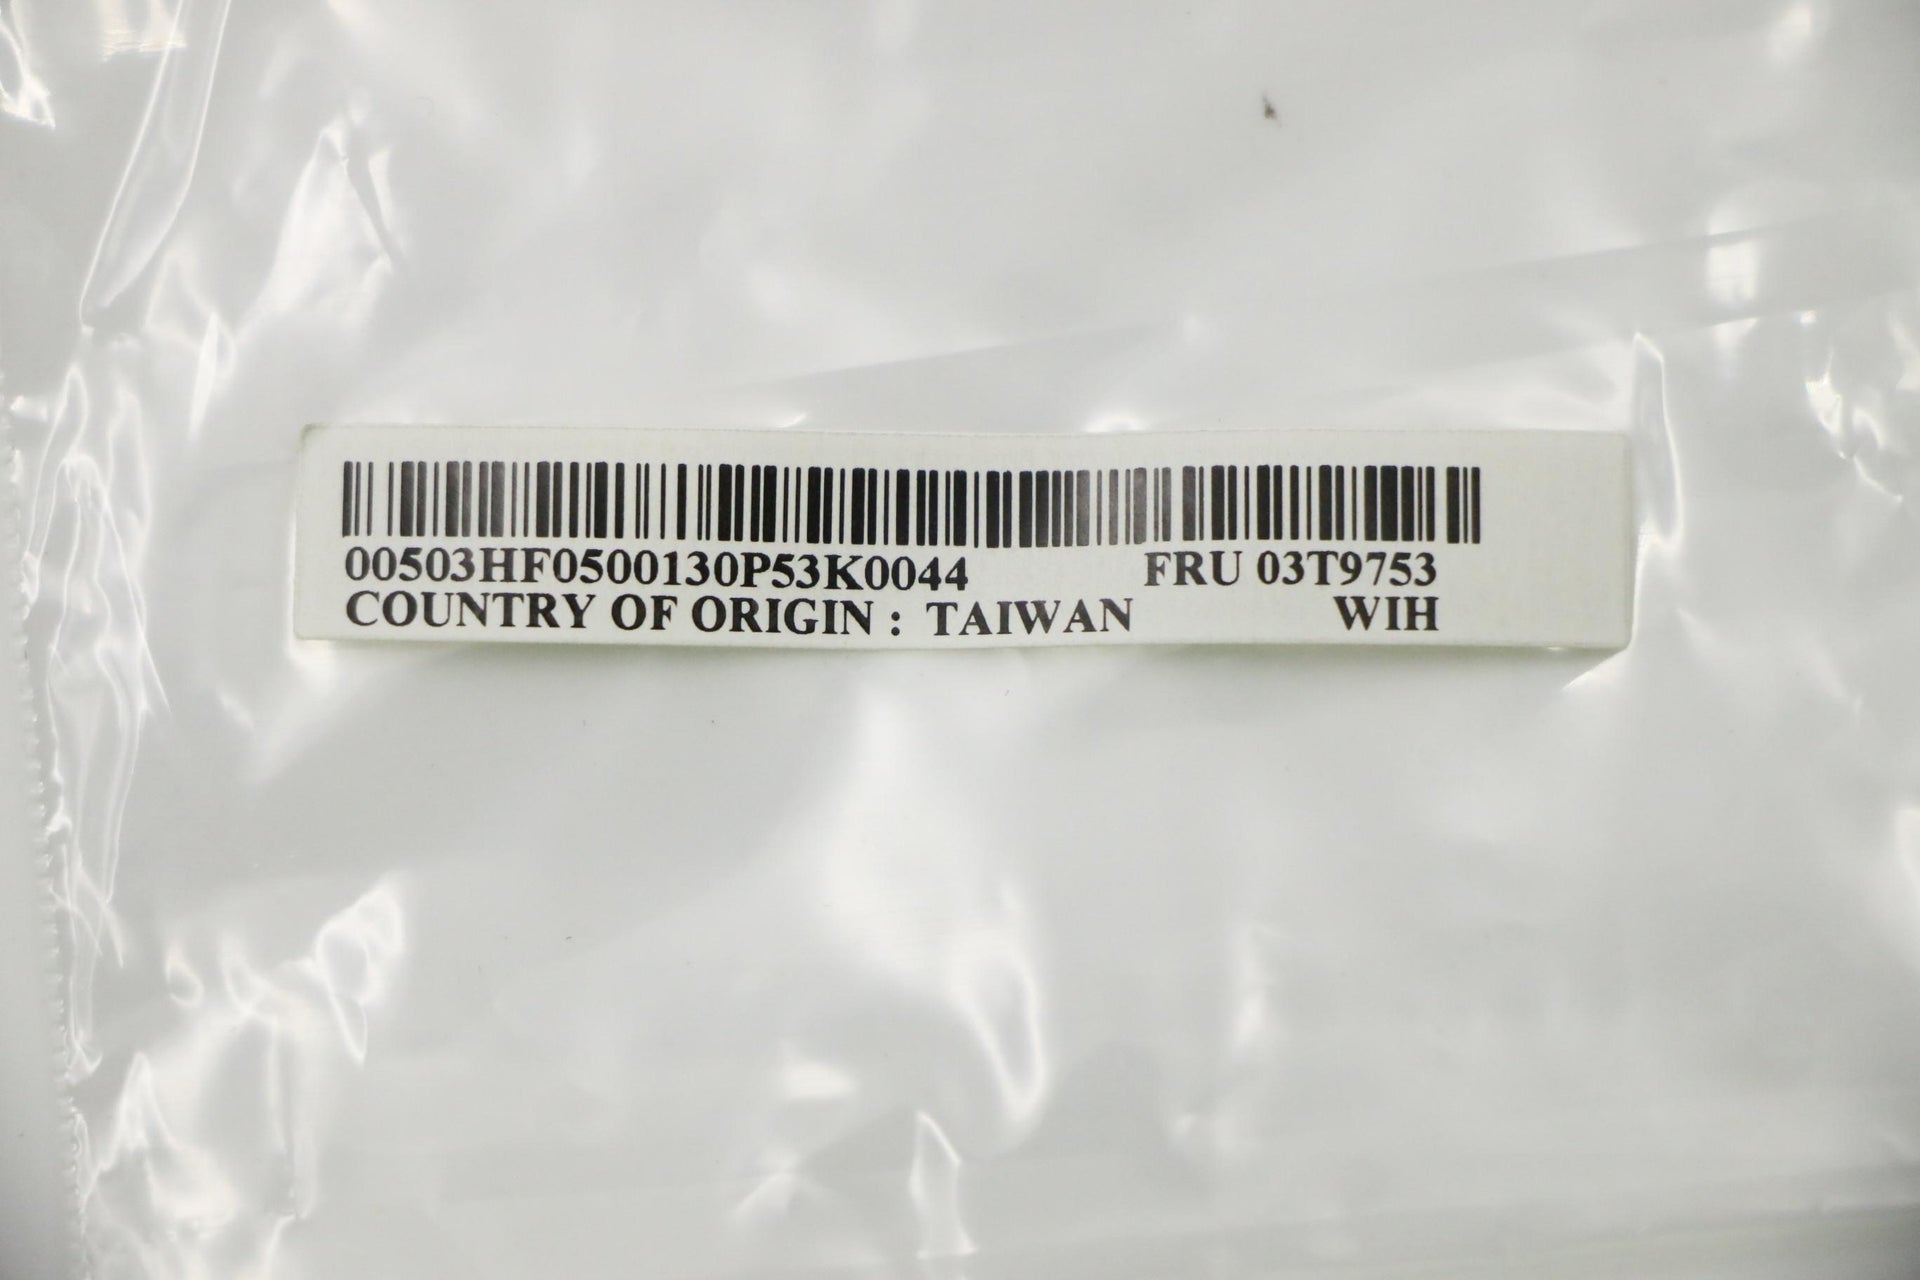 00503HF0500130P53K0044 FRU 03T9753
COUNTRY OF ORIGIN : TAIWAN WIH